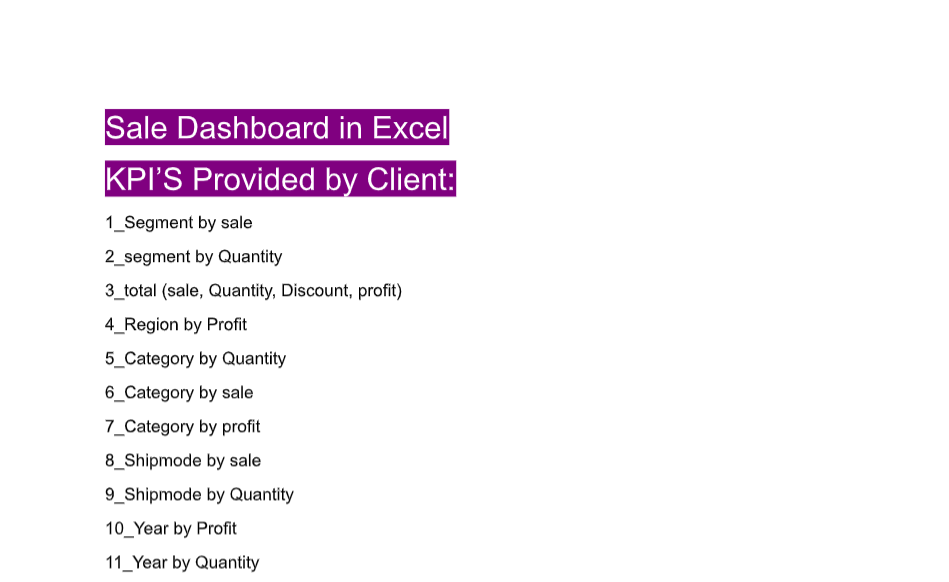 Sale Dashboard in Excel
KPI’S Provided by Client:
1_Segment by sale
2_segment by Quantity
3_total (sale, Quantity, Discount, profit)
4_Region by Profit
5_Category by Quantity
6_Category by sale
7_Category by profit
8_Shipmode by sale
9_Shipmode by Quantity
10_Year by Profit
11_Year by Quantity